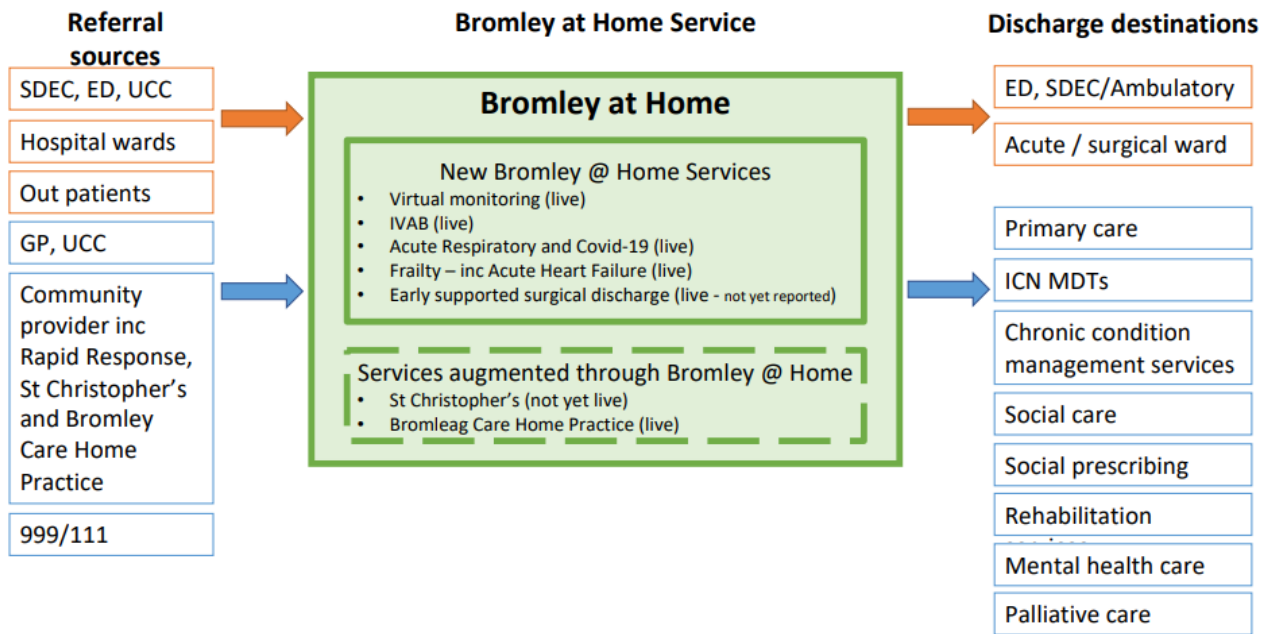 Referral
sources
SDEC, ED, UCC
Hospital wards
Out patients
GP, UCC
Community
provider inc
Rapid Response,
St Christopher's
and Bromley
Care Home
Practice
999/111
Bromley at Home Service
Bromley at Home
New Bromley @ Home Services
• Virtual monitoring (live)
• IVAB (live)
• Acute Respiratory and Covid-19 (live)
• Frailty – inc Acute Heart Failure (live)
• Early supported surgical discharge (live - not yet reported)
Services augmented through Bromley @ Home
• St Christopher's (not yet live)
• Bromleag Care Home Practice (live)
Discharge destinations
ED, SDEC/Ambulatory
Acute / surgical ward
Primary care
ICN MDTs
Chronic condition
management services
Social care
Social prescribing
Rehabilitation
Mental health care
Palliative care